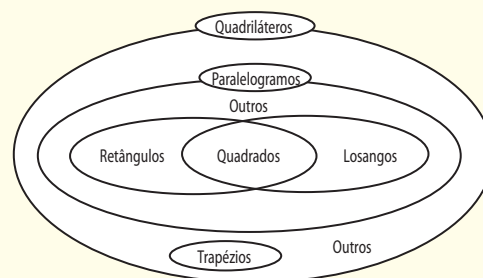 Quadriláteros
Paralelogramos
Outros
Retângulos Quadrados Losangos
Trapézios Outros